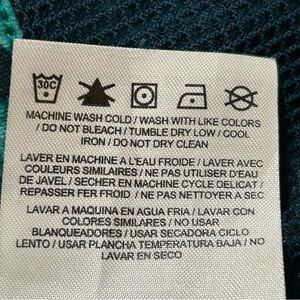 30C
MACHINE WASH COLD / WASH WITH LIKE COLORS
/ DO NOT BLEACH / TUMBLE DRY LOW / COOL
IRON / DO NOT DRY CLEAN
LAVER EN MACHINE A L'EAU FROIDE / LAVER AVEC
COULEURS SIMILAIRES / NE PAS UTILISER D'EAU
DE JAVEL / SECHER EN MACHINE CYCLE DELICAT /
REPASSER FER FROID / NE PAS NETTOYER A SEC
LAVAR A MAQUINA EN AGUA FRIA / LAVAR CON
COLORES SIMILARES / NO USAR
BLANQUEADORES / USAR SECADORA CICLO
LENTO / USAR PLANCHA TEMPERATURA BAJA / NO
LAVAR EN SECO